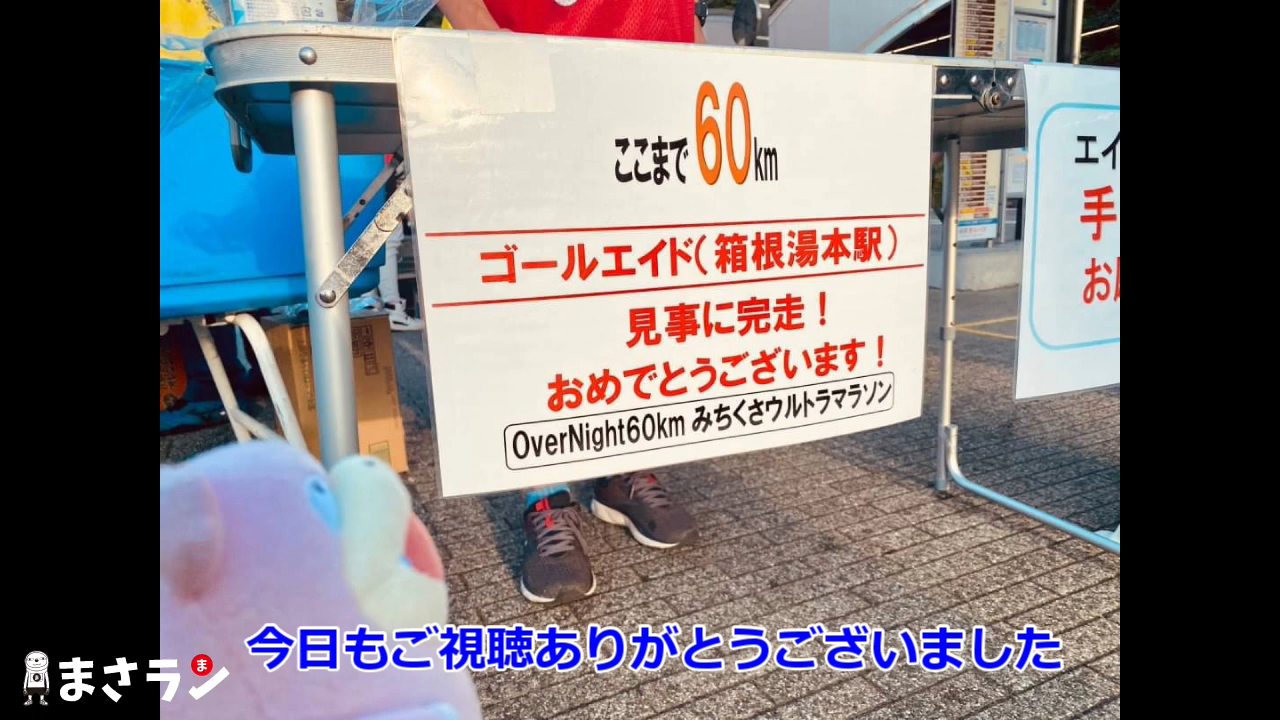 ここまで60km
ゴールエイド(箱根湯本駅)
見事に完走!
おめでとうございます!
OverNight60km みちくさウルトラマラソン
エイ
手
お
今日もご視聴ありがとうございました
まさラン
ま